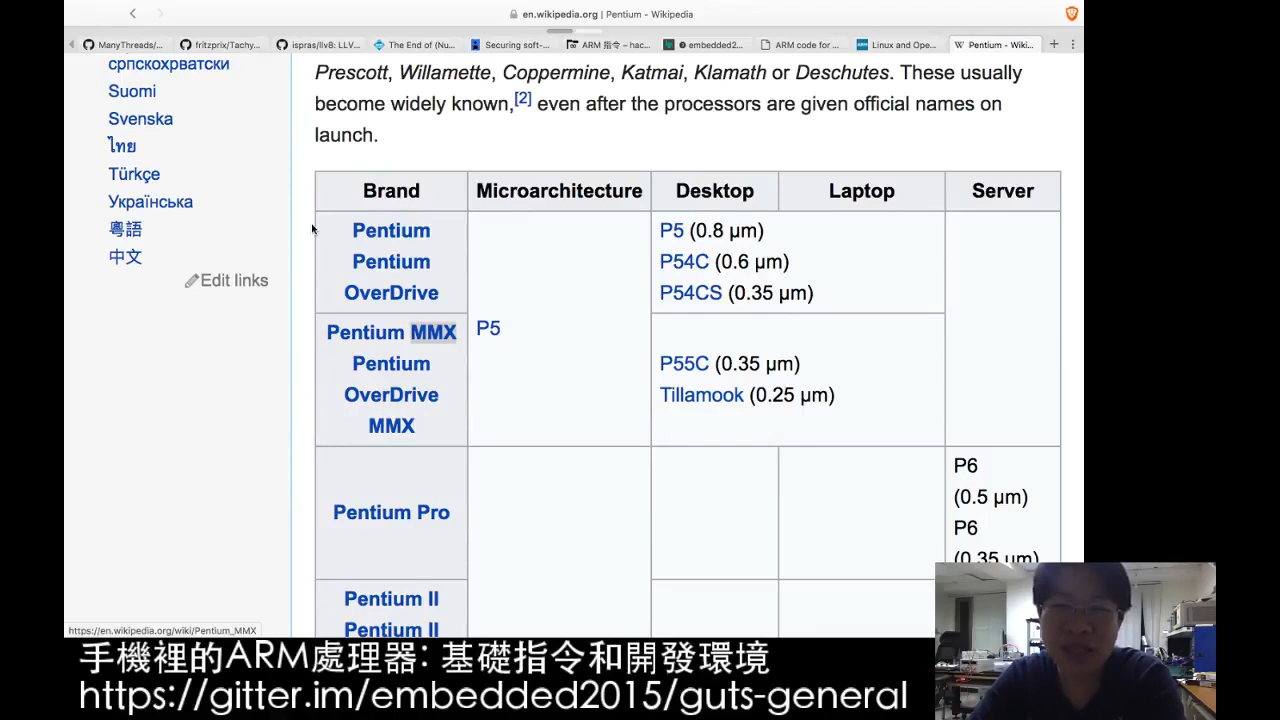 en.wikipedia.org | Pentium - Wikipedia
ManyThreads/... fritzprix/Tachy... ispras/llv8: LLV... The End of (Nu... Securing soft-... ARM 指令 – hac... embedded2... ARM code for ... Linux and Ope... Pentium - Wiki...
српскохрватски
Suomi
Svenska
ไทย
Türkçe
Українська
粵語
中文
Edit links
Prescott, Willamette, Coppermine, Katmai, Klamath or Deschutes. These usually
become widely known,[2] even after the processors are given official names on
launch.
Brand Microarchitecture Desktop Laptop Server
Pentium
Pentium
OverDrive
P5
P5 (0.8 μm)
P54C (0.6 μm)
P54CS (0.35 μm)
Pentium MMX
Pentium
OverDrive
MMX
P55C (0.35 μm)
Tillamook (0.25 μm)
Pentium Pro
P6
(0.5 μm)
P6
(0.35 μm)
Pentium II
Pentium II
https://en.wikipedia.org/wiki/Pentium_MMX
手機裡的ARM處理器: 基礎指令和開發環境
https://gitter.im/embedded2015/guts-general